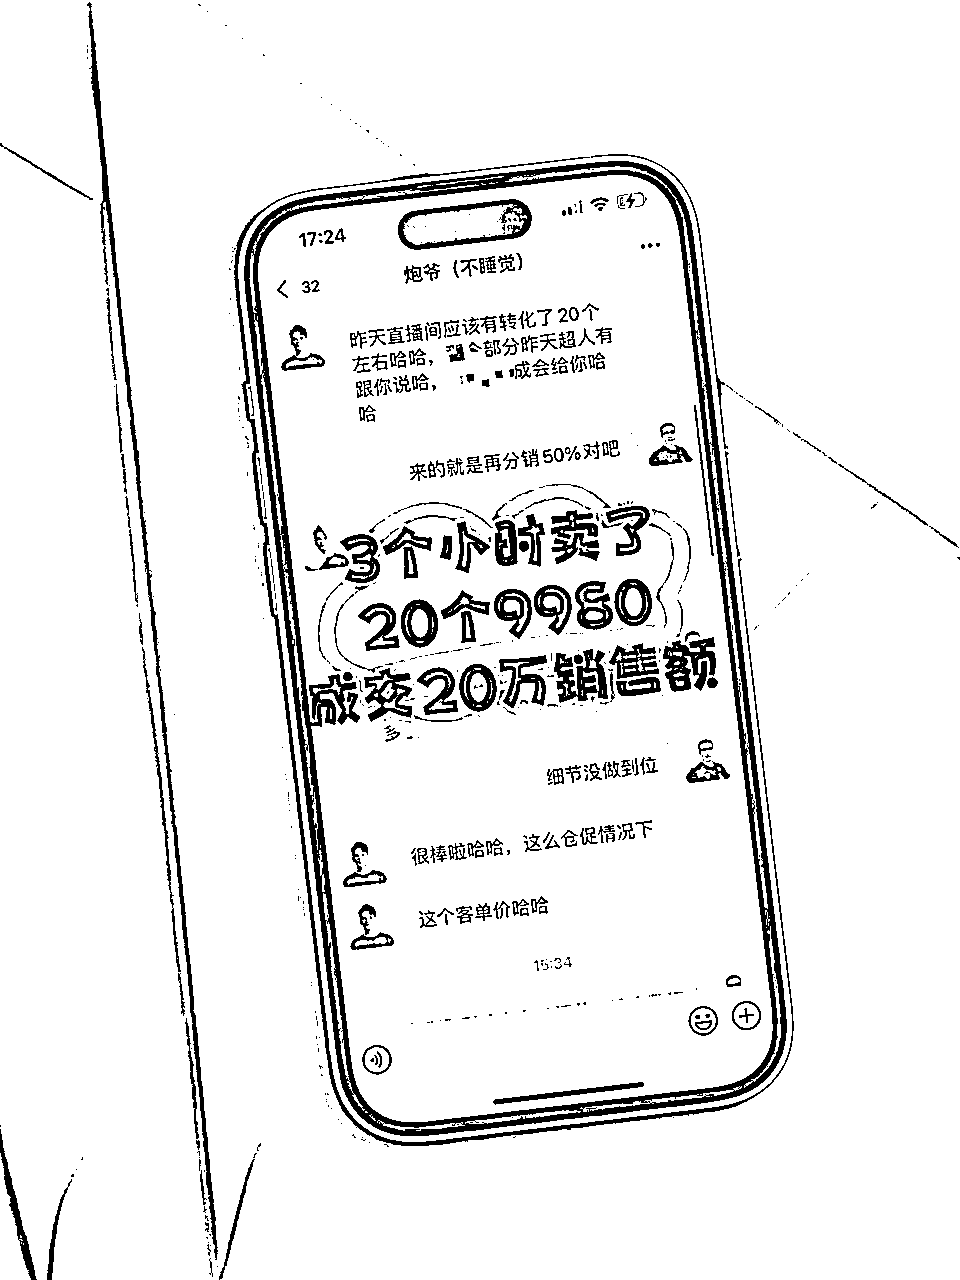 17:24
32
炮爷（不睡觉）
昨天直播间应该有转化了20个
左右哈哈，部分昨天超人有
跟你说哈，成会给你哈
哈
来的就是再分销50%对吧
3个小时卖了
20个9980
成交20万销售额
多
细节没做到位
很棒啦哈哈，这么仓促情况下
这个客单价哈哈
15:34